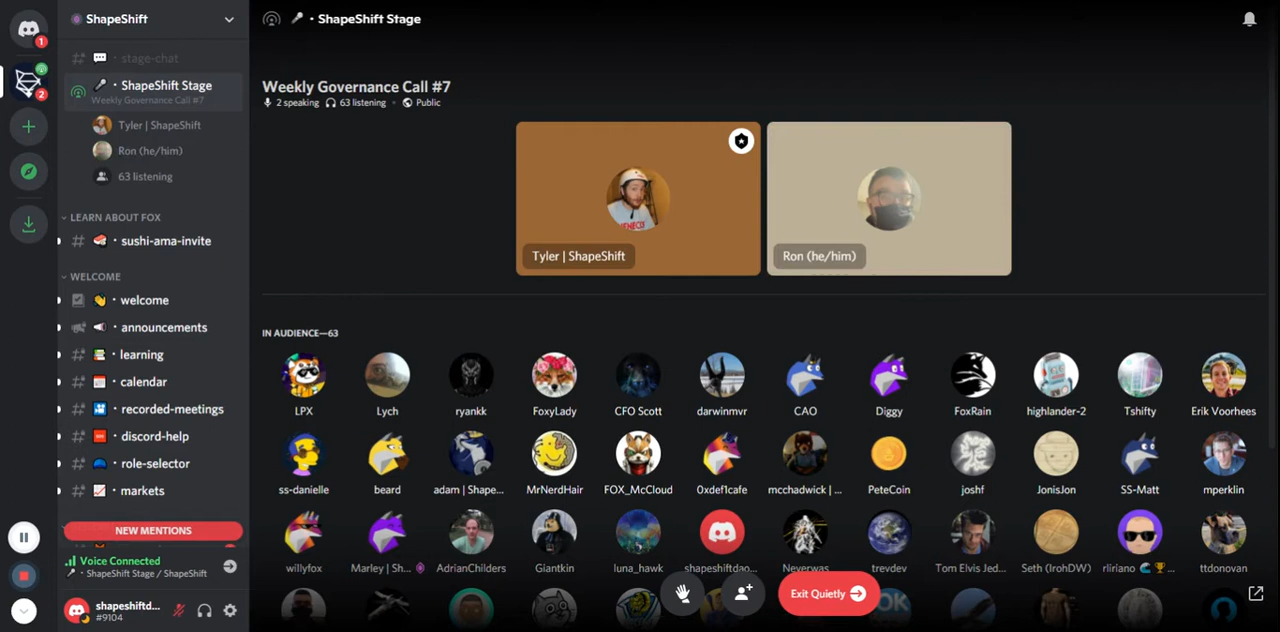 1
2
ShapeShift
stage-chat
ShapeShift Stage
Weekly Governance Call #7
Tyler | ShapeShift
Ron (he/him)
63 listening
LEARN ABOUT FOX
sushi-ama-invite
WELCOME
welcome
announcements
learning
calendar
recorded-meetings
discord-help
role-selector
markets
NEW MENTIONS
Voice Connected
ShapeShift Stage / ShapeShift
shapeshiftd...
#9104
ShapeShift Stage
Weekly Governance Call #7
2 speaking 63 listening • Public
Tyler | ShapeShift
Ron (he/him)
IN AUDIENCE—63
LPX Lych ryankk FoxyLady CFO Scott darwinmvr CAO Diggy FoxRain highlander-2 Tshifty Erik Voorhees
ss-danielle beard adam | Shape... MrNerdHair FOX_McCloud 0xdef1cafe mcchadwick | ... PeteCoin joshf JonisJon SS-Matt mperklin
willyfox Marley | Sh... AdrianChilders Giantkin luna_hawk shapeshiftdao... Neverwas trevdev Tom Elvis Jed... Seth (IrohDW) rliriano ttdonovan
OK
Exit Quietly